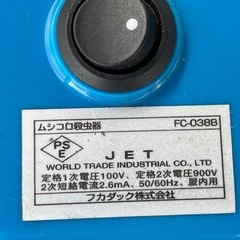 ムシコロ殺虫器 FC-038B
PS
E
JET
WORLD TRADE INDUSTRIAL CO., LTD
定格1次電圧100V、定格2次電圧900V
2次短絡電流2.6mA、50/60Hz、屋内用
フカダック株式会社